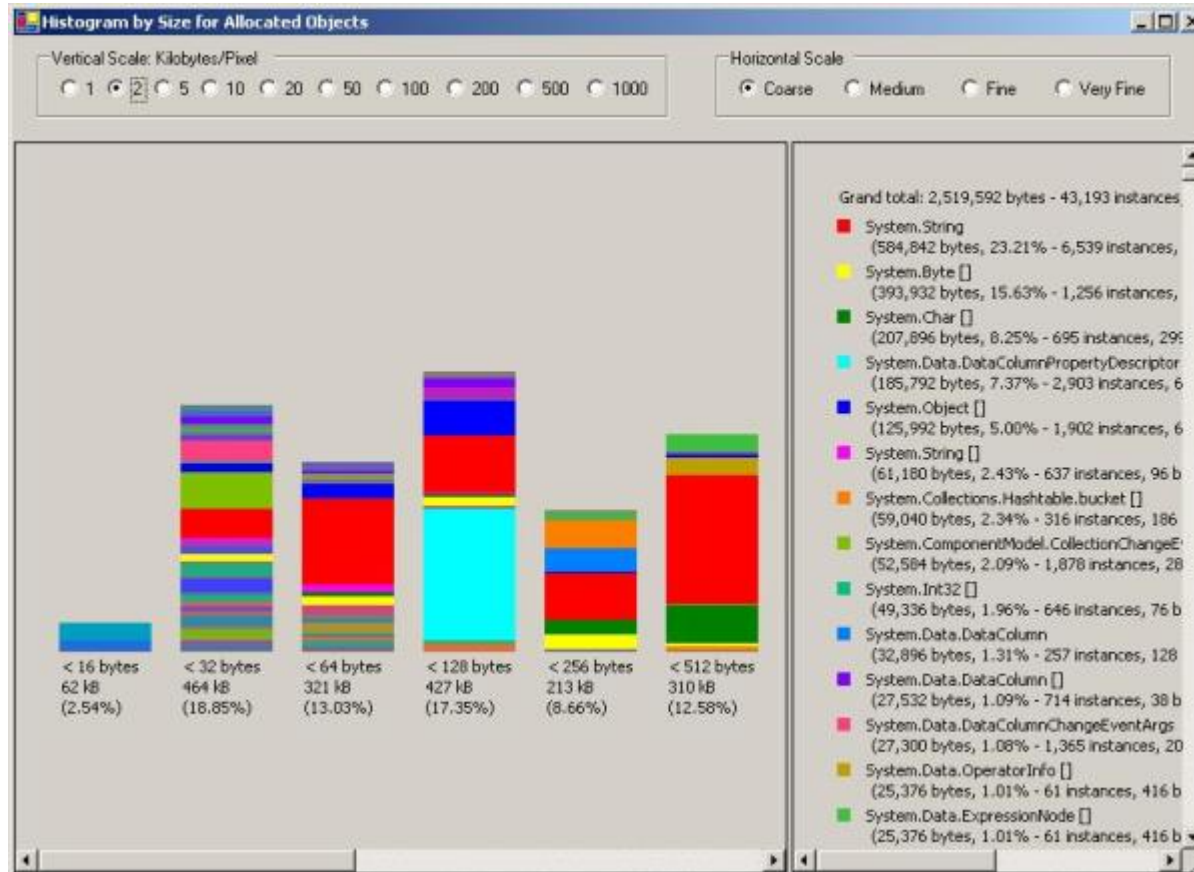 Histogram by Size for Allocated Objects
Vertical Scale: Kilobytes/Pixel
1 2 5 10 20 50 100 200 500 1000
Horizontal Scale
Coarse Medium Fine Very Fine
< 16 bytes
62 kB
(2.54%)
< 32 bytes
464 kB
(18.85%)
< 64 bytes
321 kB
(13.03%)
< 128 bytes
427 kB
(17.35%)
< 256 bytes
213 kB
(8.66%)
< 512 bytes
310 kB
(12.58%)
Grand total: 2,519,592 bytes - 43,193 instances,
System.String
(584,842 bytes, 23.21% - 6,539 instances,
System.Byte []
(393,932 bytes, 15.63% - 1,256 instances,
System.Char []
(207,896 bytes, 8.25% - 695 instances, 299
System.Data.DataColumnPropertyDescriptor
(185,792 bytes, 7.37% - 2,903 instances, 6
System.Object []
(125,992 bytes, 5.00% - 1,902 instances, 6
System.String []
(61,180 bytes, 2.43% - 637 instances, 96 b
System.Collections.Hashtable.bucket []
(59,040 bytes, 2.34% - 316 instances, 186
System.ComponentModel.CollectionChangeE
(52,584 bytes, 2.09% - 1,878 instances, 28
System.Int32 []
(49,336 bytes, 1.96% - 646 instances, 76 b
System.Data.DataColumn
(32,896 bytes, 1.31% - 257 instances, 128
System.Data.DataColumn []
(27,532 bytes, 1.09% - 714 instances, 38 b
System.Data.DataColumnChangeEventArgs
(27,300 bytes, 1.08% - 1,365 instances, 20
System.Data.OperatorInfo []
(25,376 bytes, 1.01% - 61 instances, 416 b
System.Data.ExpressionNode []
(25,376 bytes, 1.01% - 61 instances, 416 b